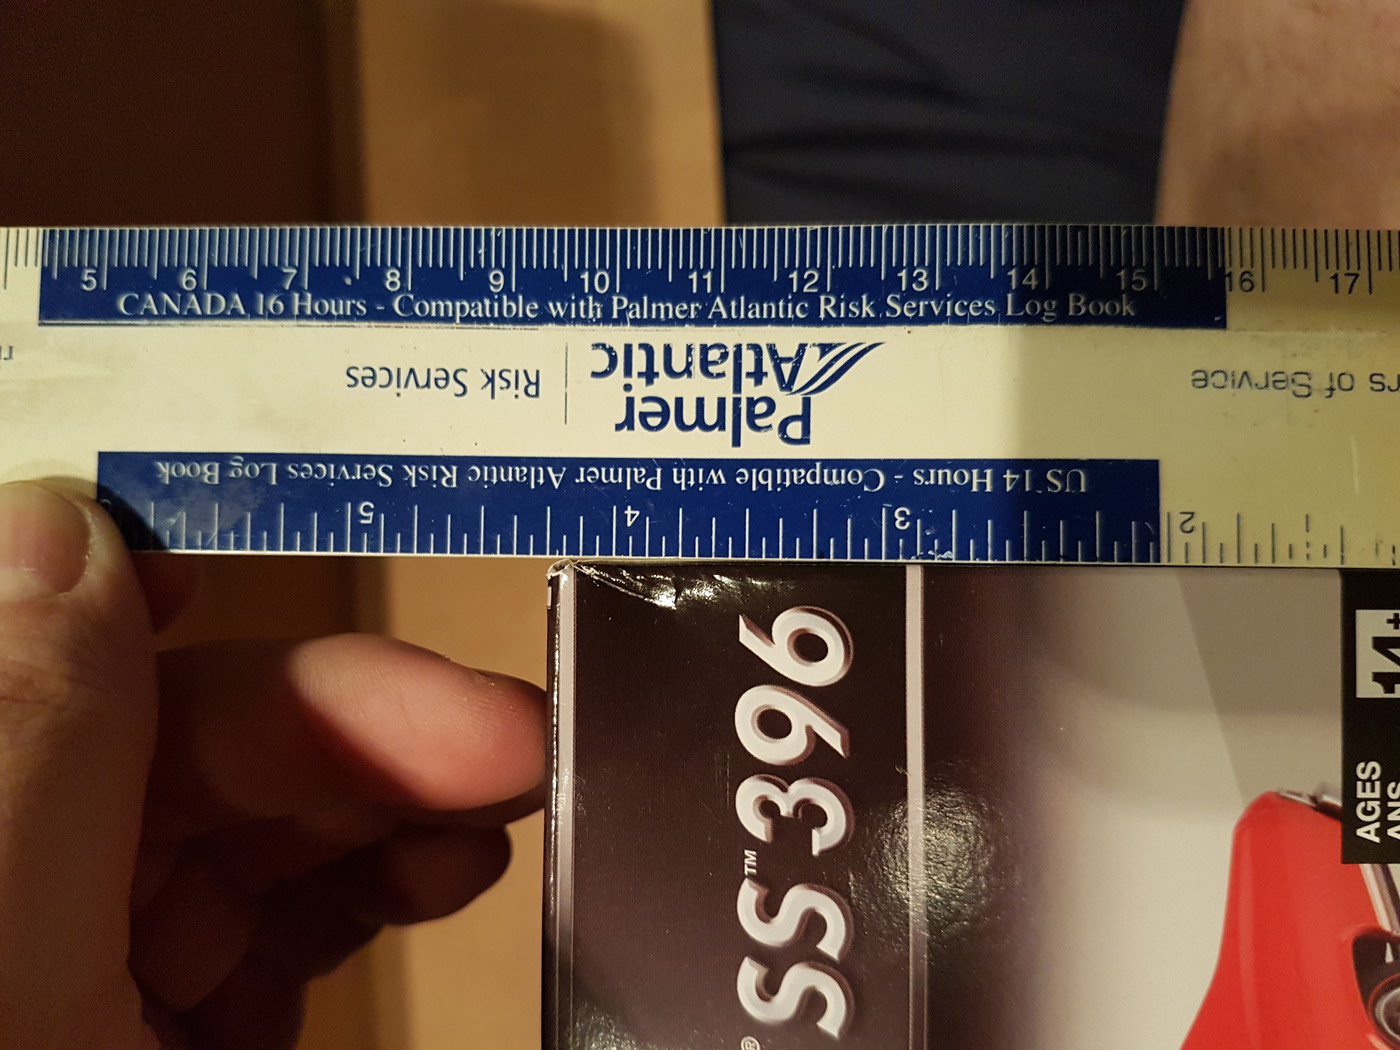 5 6 7 8 9 10 11 12 13 14 15 16 17
CANADA 16 Hours - Compatible with Palmer Atlantic Risk Services Log Book
Palmer
Atlantic
Risk Services
rs of Service
US 14 Hours - Compatible with Palmer Atlantic Risk Services Log Book
2 3 4 5
® SS™ 396
14+
AGES
ANS